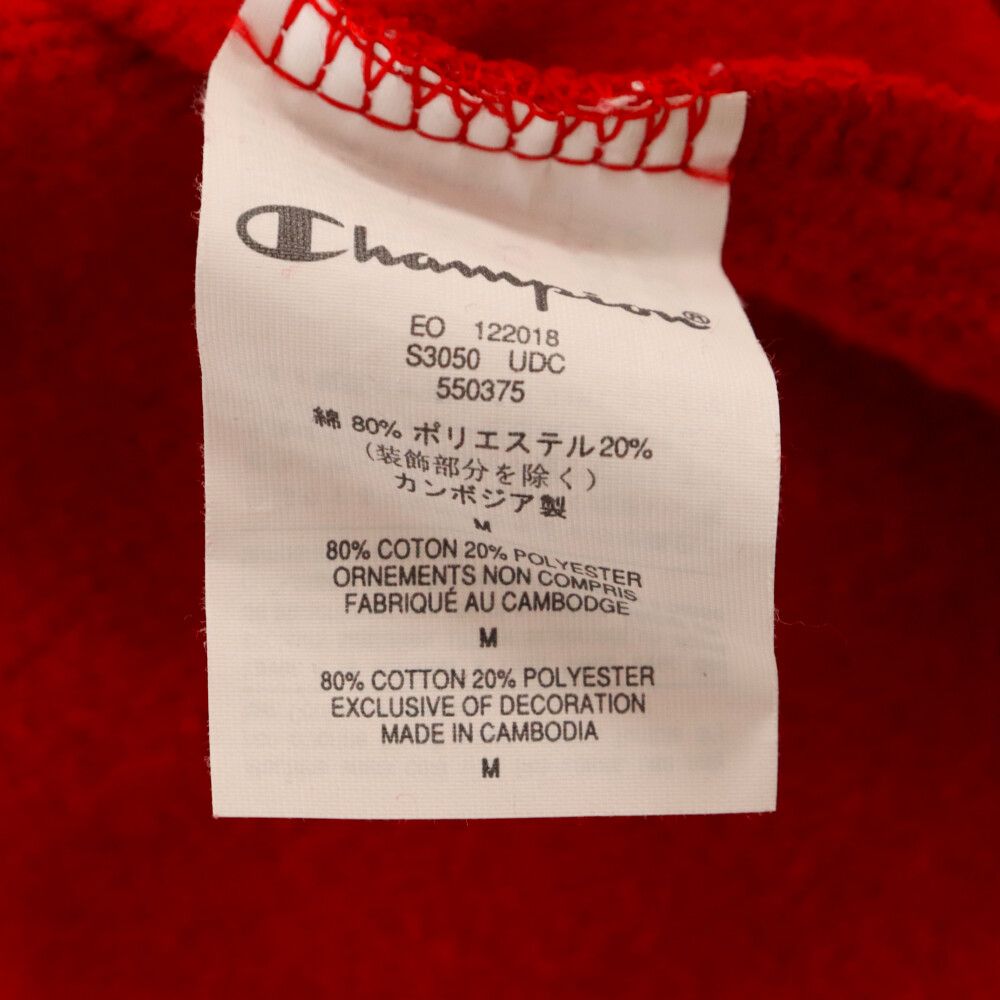 Champion®
EO 122018
S3050 UDC
550375
綿 80% ポリエステル20%
(装飾部分を除く)
カンボジア製
M
80% COTON 20% POLYESTER
ORNEMENTS NON COMPRIS
FABRIQUÉ AU CAMBODGE
M
80% COTTON 20% POLYESTER
EXCLUSIVE OF DECORATION
MADE IN CAMBODIA
M